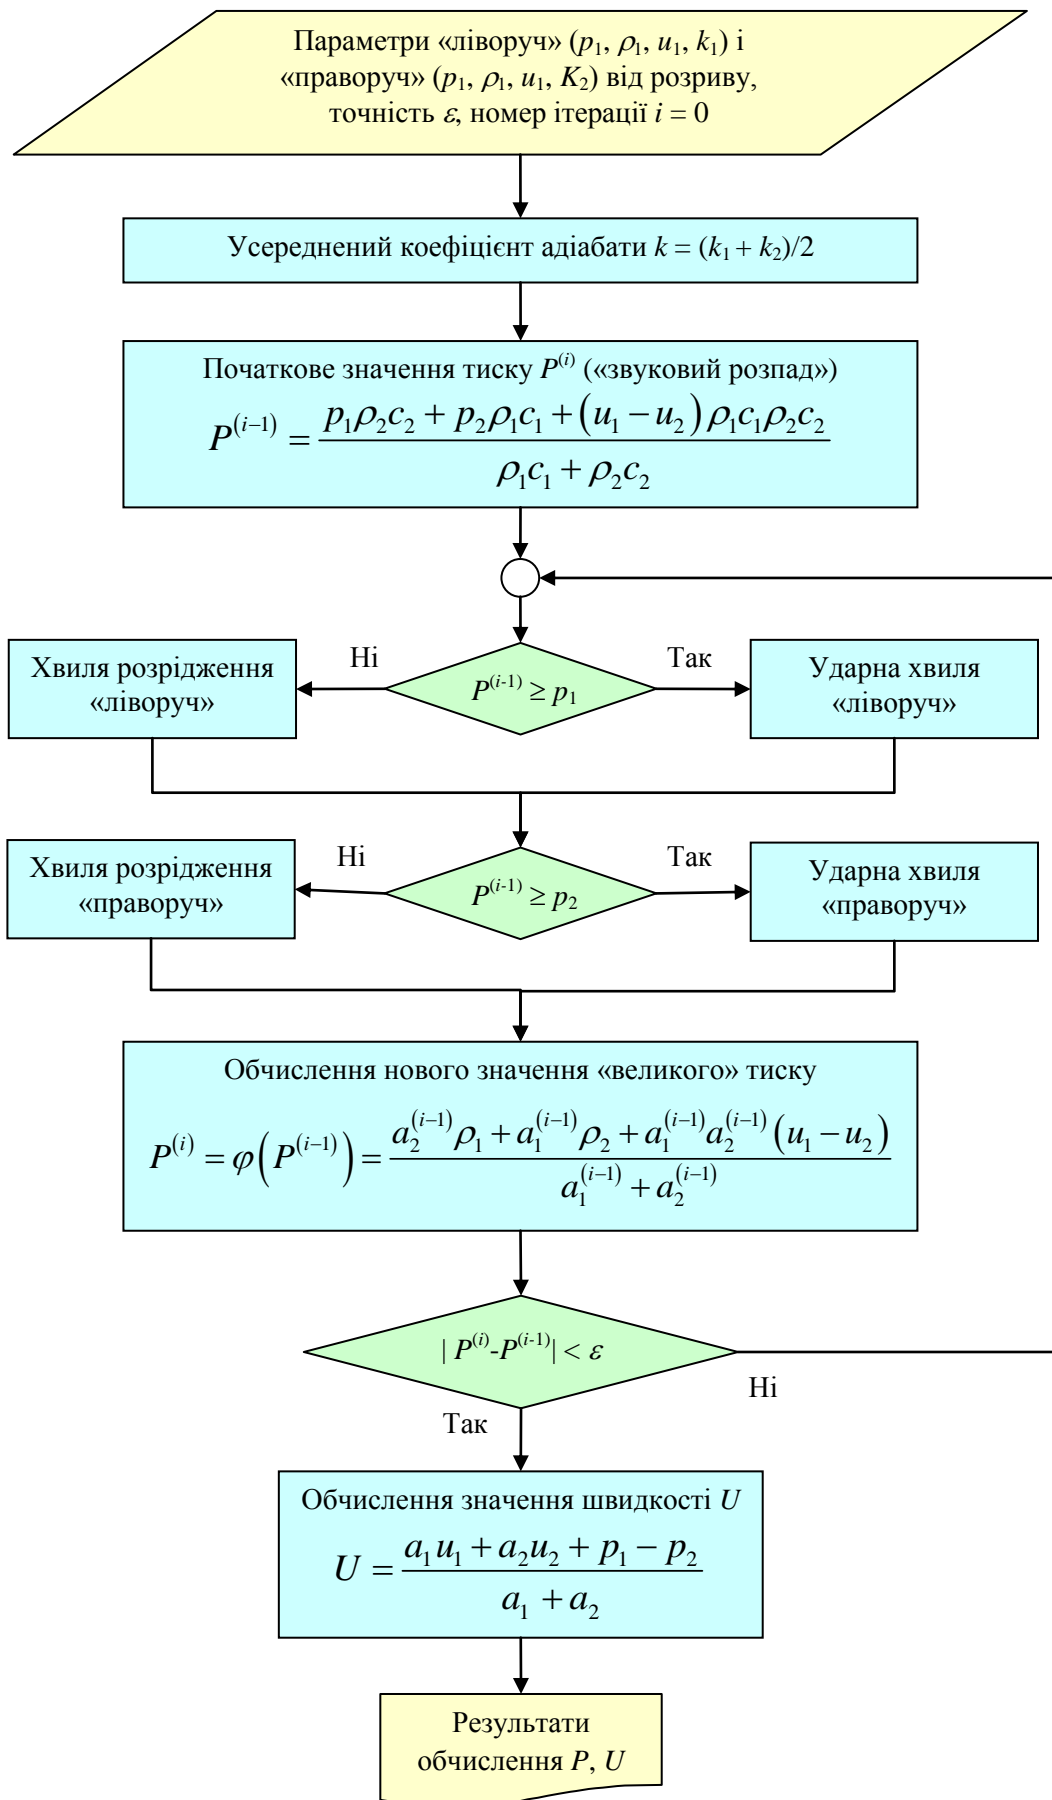 Параметри «ліворуч» (p₁, ρ₁, u₁, k₁) і
«праворуч» (p₁, ρ₁, u₁, K₂) від розриву,
точність ε, номер ітерації i = 0
Усереднений коефіцієнт адіабати k = (k₁ + k₂)/2
Початкове значення тиску P⁽ⁱ⁾ («звуковий розпад»)
P^(i−1) = (p₁ρ₂c₂ + p₂ρ₁c₁ + (u₁ − u₂)ρ₁c₁ρ₂c₂) / (ρ₁c₁ + ρ₂c₂)
Хвиля розрідження
«ліворуч»
Ні
P^(i-1) ≥ p₁
Так
Ударна хвиля
«ліворуч»
Хвиля розрідження
«праворуч»
Ні
P^(i-1) ≥ p₂
Так
Ударна хвиля
«праворуч»
Обчислення нового значення «великого» тиску
P^(i) = φ(P^(i−1)) = (a₂^(i−1)ρ₁ + a₁^(i−1)ρ₂ + a₁^(i−1)a₂^(i−1)(u₁ − u₂)) / (a₁^(i−1) + a₂^(i−1))
| P^(i)-P^(i-1)| < ε
Ні
Так
Обчислення значення швидкості U
U = (a₁u₁ + a₂u₂ + p₁ − p₂) / (a₁ + a₂)
Результати
обчислення P, U